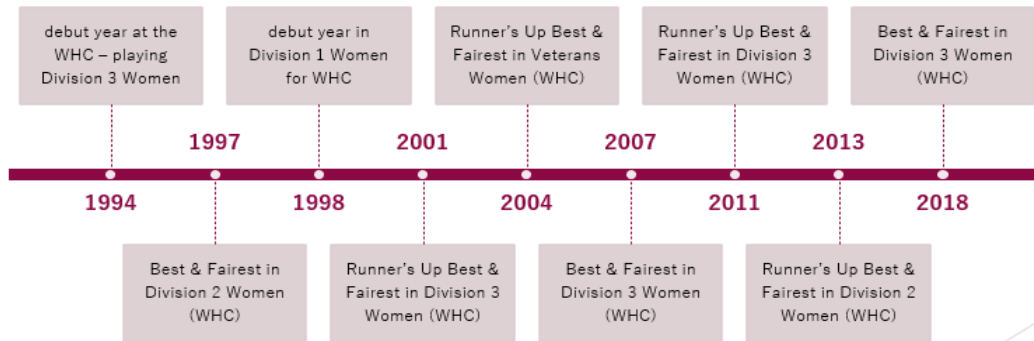 debut year at the
WHC – playing
Division 3 Women
debut year in
Division 1 Women
for WHC
Runner’s Up Best &
Fairest in Veterans
Women (WHC)
Runner’s Up Best &
Fairest in Division 3
Women (WHC)
Best & Fairest in
Division 3 Women
(WHC)
1997
2001
2007
2013
1994
1998
2004
2011
2018
Best & Fairest in
Division 2 Women
(WHC)
Runner’s Up Best &
Fairest in Division 3
Women (WHC)
Best & Fairest in
Division 3 Women
(WHC)
Runner’s Up Best &
Fairest in Division 2
Women (WHC)